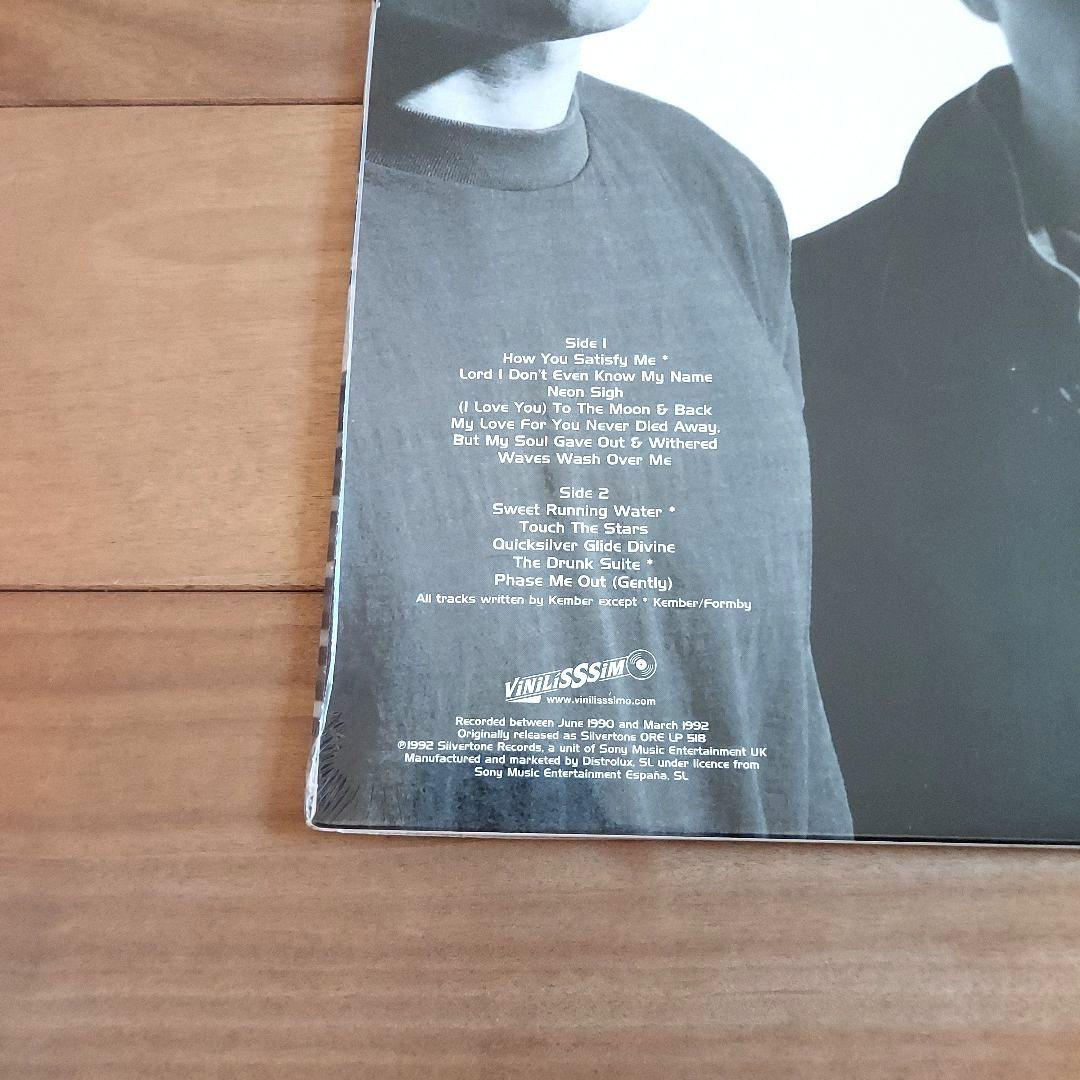 Side 1
How You Satisfy Me *
Lord I Don't Even Know My Name
Neon Sigh
(I Love You) To The Moon & Back
My Love For You Never Died Away,
But My Soul Gave Out & Withered
Waves Wash Over Me
Side 2
Sweet Running Water *
Touch The Stars
Quicksilver Glide Divine
The Drunk Suite *
Phase Me Out (Gently)
All tracks written by Kember except * Kember/Formby
ViNiLiSSSiMO
www.vinilisssimo.com
Recorded between June 1990 and March 1992
Originally released as Silvertone ORE LP 518
℗1992 Silvertone Records, a unit of Sony Music Entertainment UK
Manufactured and marketed by Distrolux, SL under licence from
Sony Music Entertainment España, SL